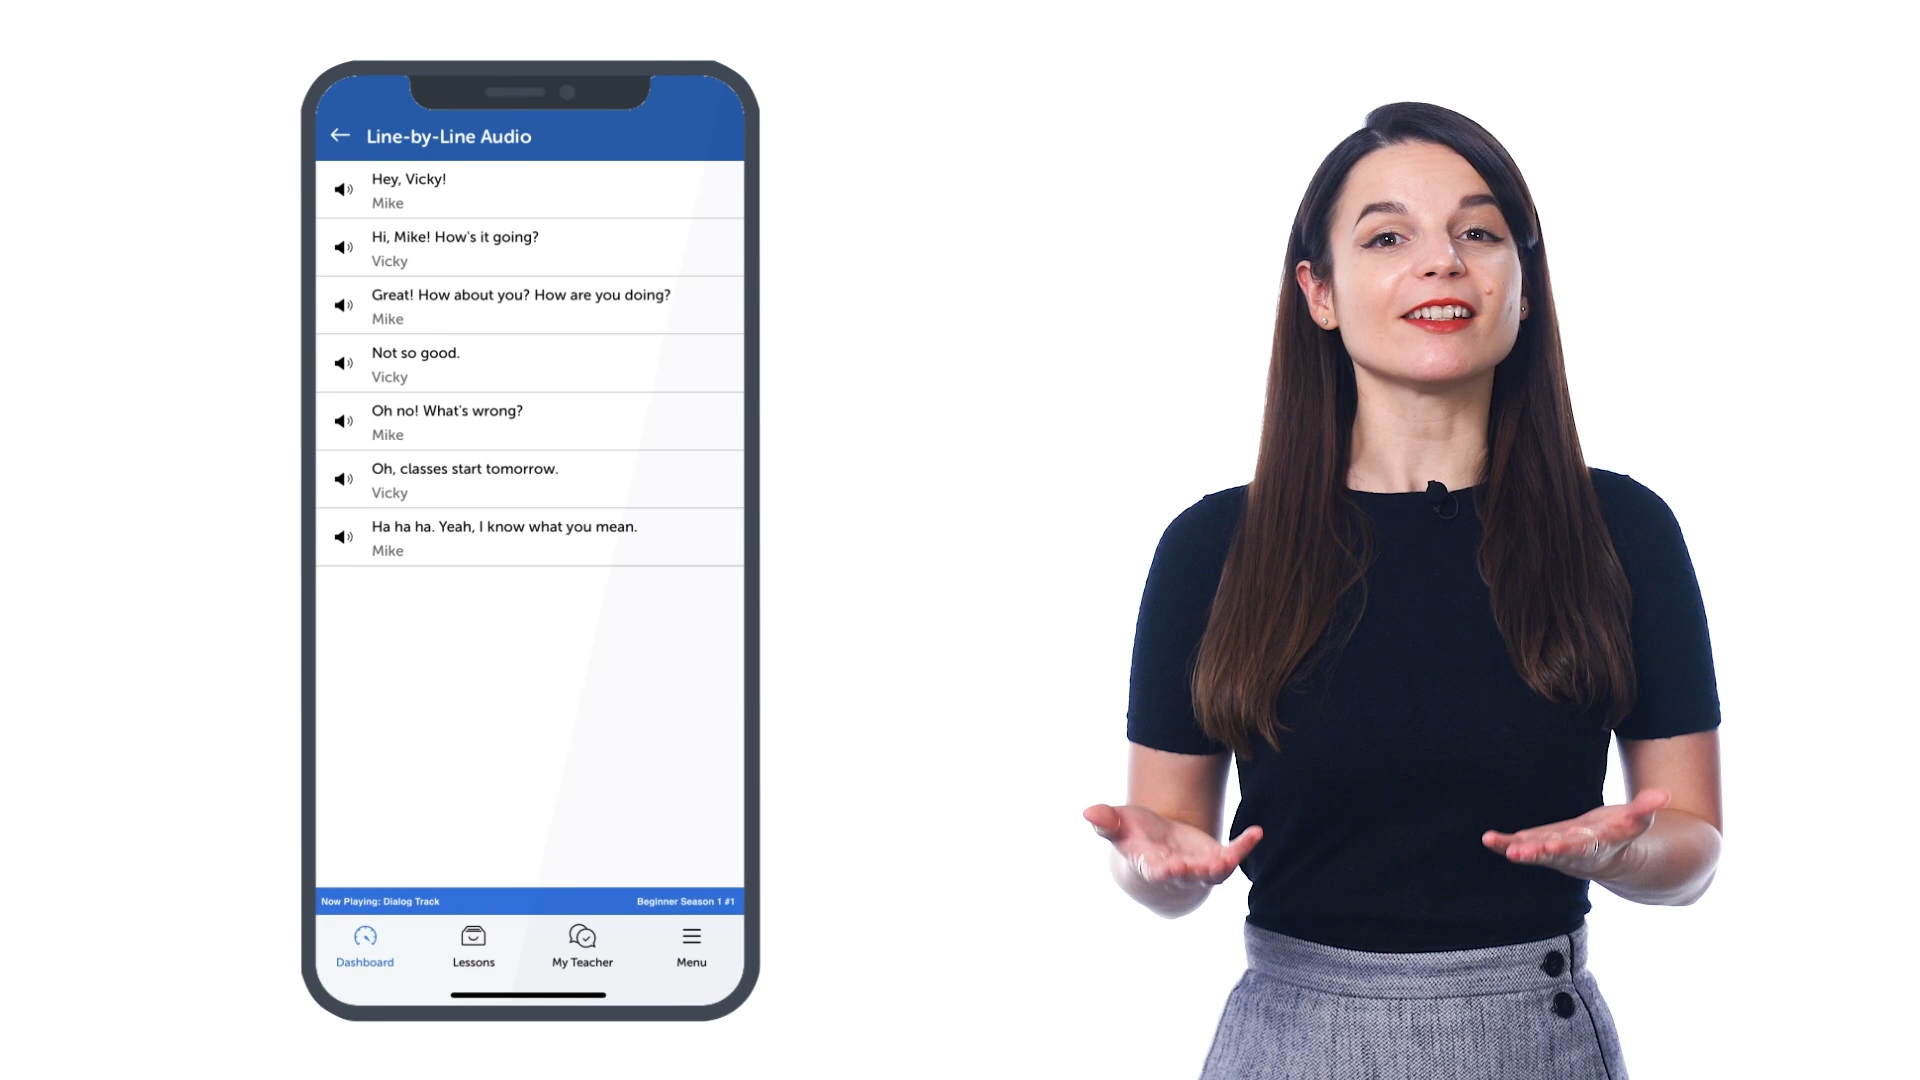 Line-by-Line Audio
Hey, Vicky!
Mike
Hi, Mike! How's it going?
Vicky
Great! How about you? How are you doing?
Mike
Not so good.
Vicky
Oh no! What's wrong?
Mike
Oh, classes start tomorrow.
Vicky
Ha ha ha. Yeah, I know what you mean.
Mike
Now Playing: Dialog Track
Beginner Season 1 #1
Dashboard
Lessons
My Teacher
Menu